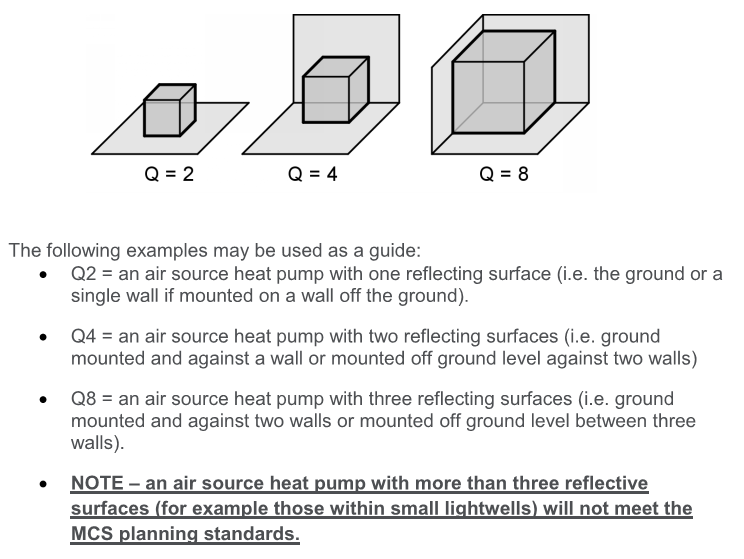 Q = 2
Q = 4
Q = 8
The following examples may be used as a guide:
• Q2 = an air source heat pump with one reflecting surface (i.e. the ground or a
single wall if mounted on a wall off the ground).
• Q4 = an air source heat pump with two reflecting surfaces (i.e. ground
mounted and against a wall or mounted off ground level against two walls)
• Q8 = an air source heat pump with three reflecting surfaces (i.e. ground
mounted and against two walls or mounted off ground level between three
walls).
• NOTE – an air source heat pump with more than three reflective
surfaces (for example those within small lightwells) will not meet the
MCS planning standards.